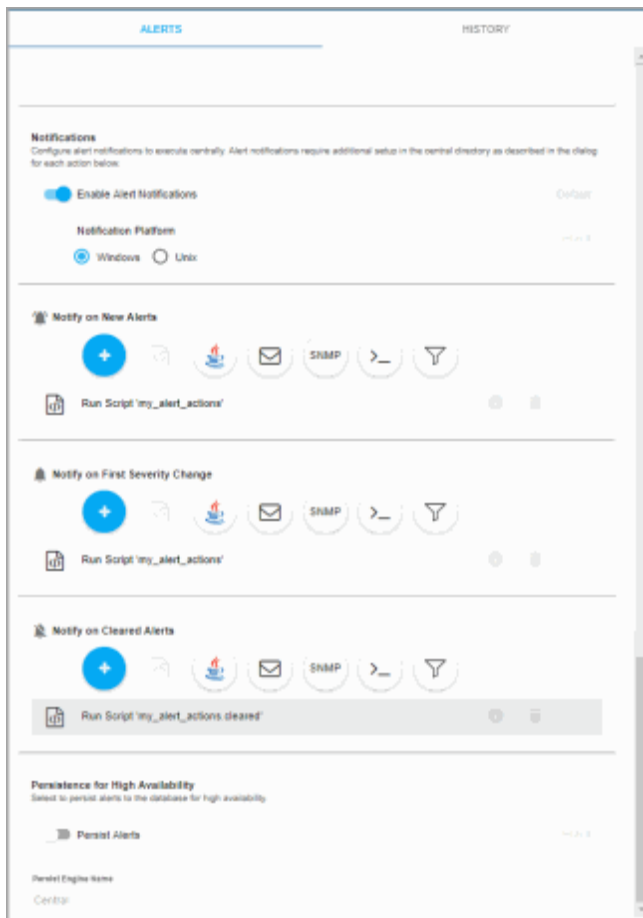 ALERTS HISTORY
Notifications
Configure alert notifications to execute centrally. Alert notifications require additional setup in the central directory as described in the dialog
for each action below.
Enable Alert Notifications Default
Notification Platform
Windows Unix
Notify on New Alerts
+ SNMP >_
Run Script 'my_alert_actions'
Notify on First Severity Change
+ SNMP >_
Run Script 'my_alert_actions'
Notify on Cleared Alerts
+ SNMP >_
Run Script 'my_alert_actions.cleared'
Persistence for High Availability
Select to persist alerts to the database for high availability.
Persist Alerts
Persist Engine Name
Central